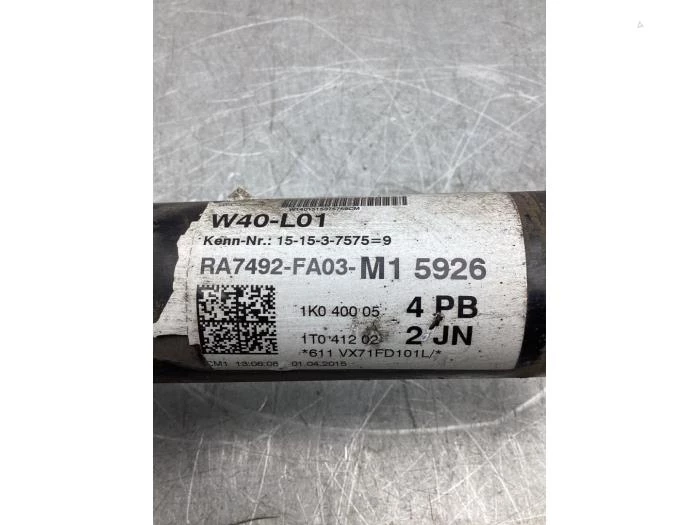 W40-L01
Kenn-Nr.: 15-15-3-7575=9
RA7492-FA03-M1 5926
1K0 400 05 4 PB
1T0 412 02 2 JN
*611 VX71FD101L/*
CM1 13:06:06 01.04.2015